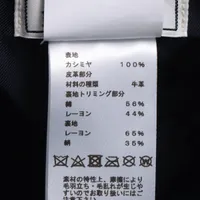 表地
カシミヤ 100%
皮革部分
材料の種類 牛革
裏地トリミング部分
綿 56%
レーヨン 44%
裏地
レーヨン 65%
絹 35%
素材の特性上、摩擦により
毛羽立ち・毛乱れが生じ
やすいのでご注意下さい